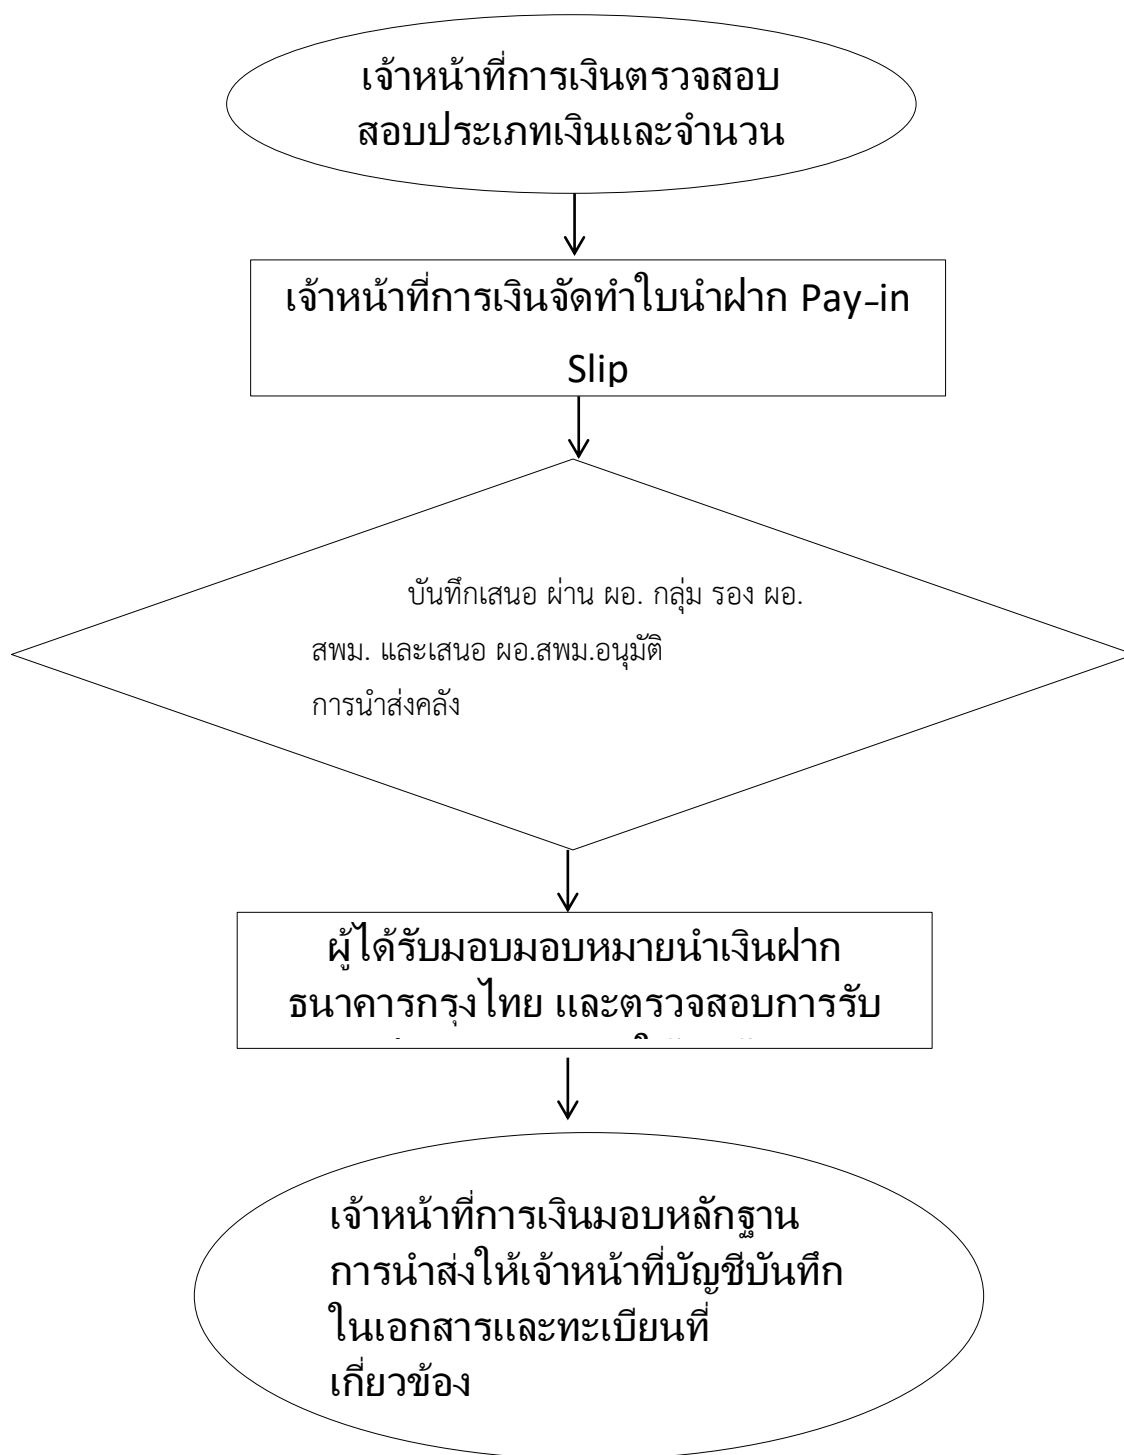 เจ้าหน้าที่การเงินตรวจสอบ
สอบประเภทเงินและจำนวน
เจ้าหน้าที่การเงินจัดทำใบนำฝาก Pay-in
Slip
บันทึกเสนอ ผ่าน ผอ. กลุ่ม รอง ผอ.
สพม. และเสนอ ผอ.สพม.อนุมัติ
การนำส่งคลัง
ผู้ได้รับมอบมอบหมายนำเงินฝาก
ธนาคารกรุงไทย และตรวจสอบการรับ
เจ้าหน้าที่การเงินมอบหลักฐาน
การนำส่งให้เจ้าหน้าที่บัญชีบันทึก
ในเอกสารและทะเบียนที่
เกี่ยวข้อง